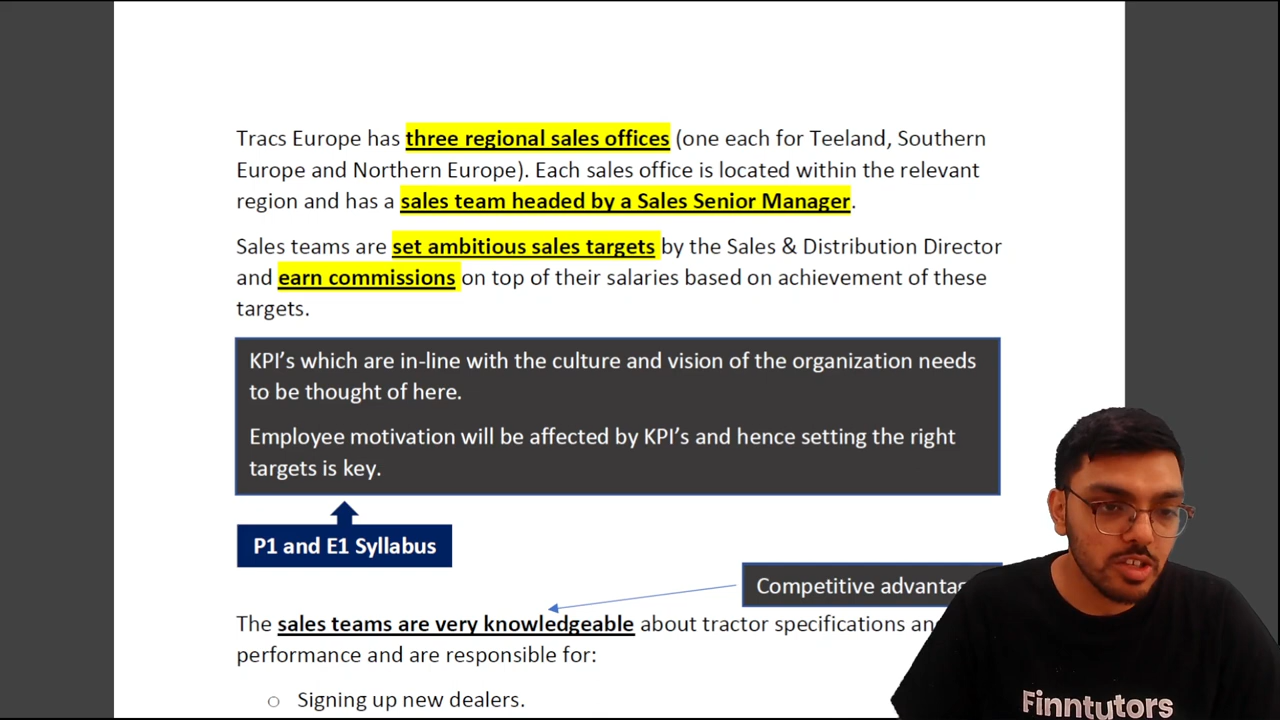 Tracs Europe has three regional sales offices (one each for Teeland, Southern
Europe and Northern Europe). Each sales office is located within the relevant
region and has a sales team headed by a Sales Senior Manager.
Sales teams are set ambitious sales targets by the Sales & Distribution Director
and earn commissions on top of their salaries based on achievement of these
targets.
KPI's which are in-line with the culture and vision of the organization needs
to be thought of here.
Employee motivation will be affected by KPI's and hence setting the right
targets is key.
P1 and E1 Syllabus
Competitive
The sales teams are very knowledgeable about tractor specifications
performance and are responsible for:
Signing up new dealers.
Finntutors